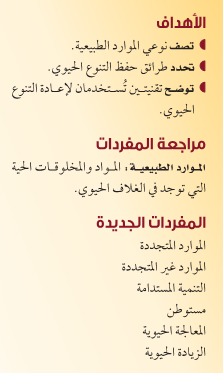 الأهداف
تصف نوعي الموارد الطبيعية.
تحدد طرائق حفظ التنوع الحيوي.
توضح تقنيتين تُستخدمان لإعادة التنوع
الحيوي.
مراجعة المفردات
الموارد الطبيعية : المواد والمخلوقات الحية
التي توجد في الغلاف الحيوي.
المفردات الجديدة
الموارد المتجددة
الموارد غير المتجددة
التنمية المستدامة
مستوطن
المعالجة الحيوية
الزيادة الحيوية